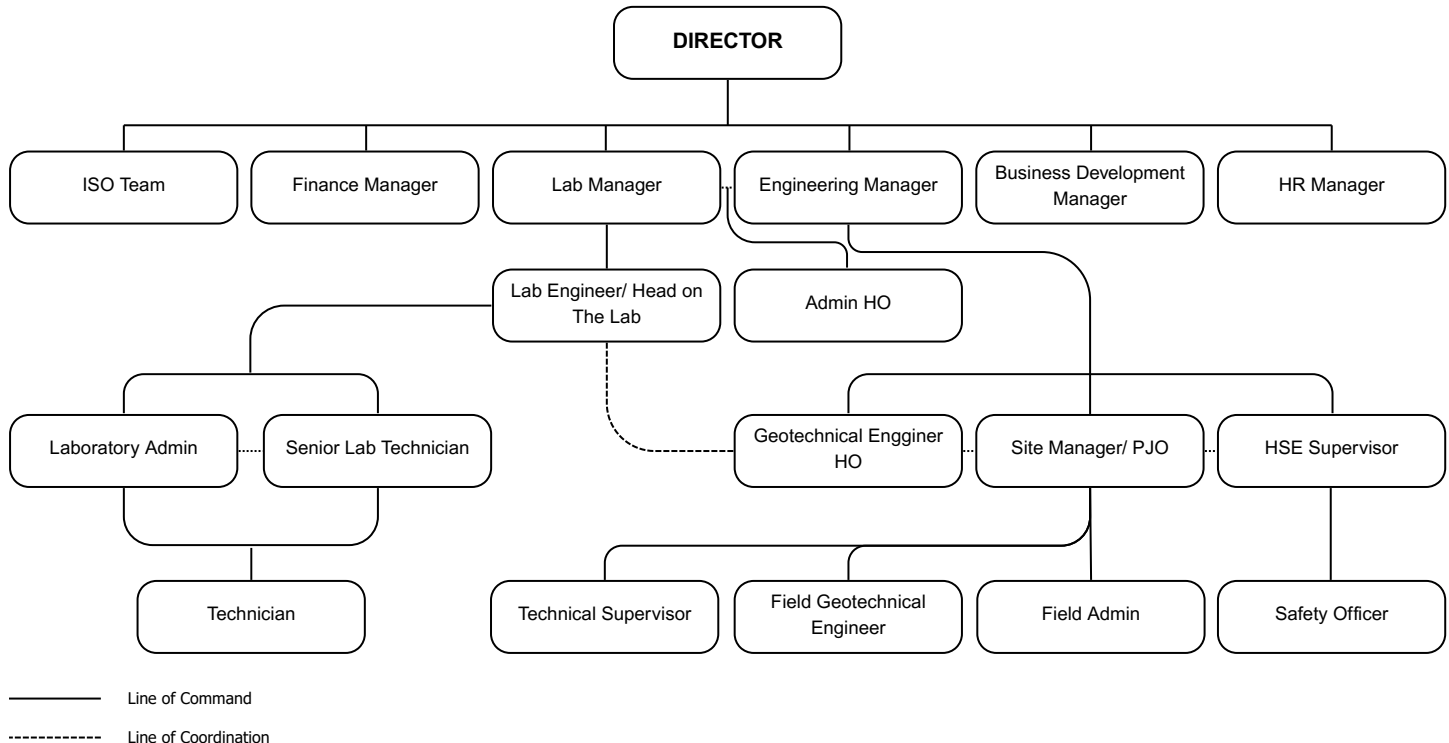 DIRECTOR
ISO Team
Finance Manager
Lab Manager
Engineering Manager
Business Development
Manager
HR Manager
Lab Engineer/ Head on
The Lab
Admin HO
Laboratory Admin
Senior Lab Technician
Geotechnical Engginer
HO
Site Manager/ PJO
HSE Supervisor
Technician
Technical Supervisor
Field Geotechnical
Engineer
Field Admin
Safety Officer
Line of Command
Line of Coordination